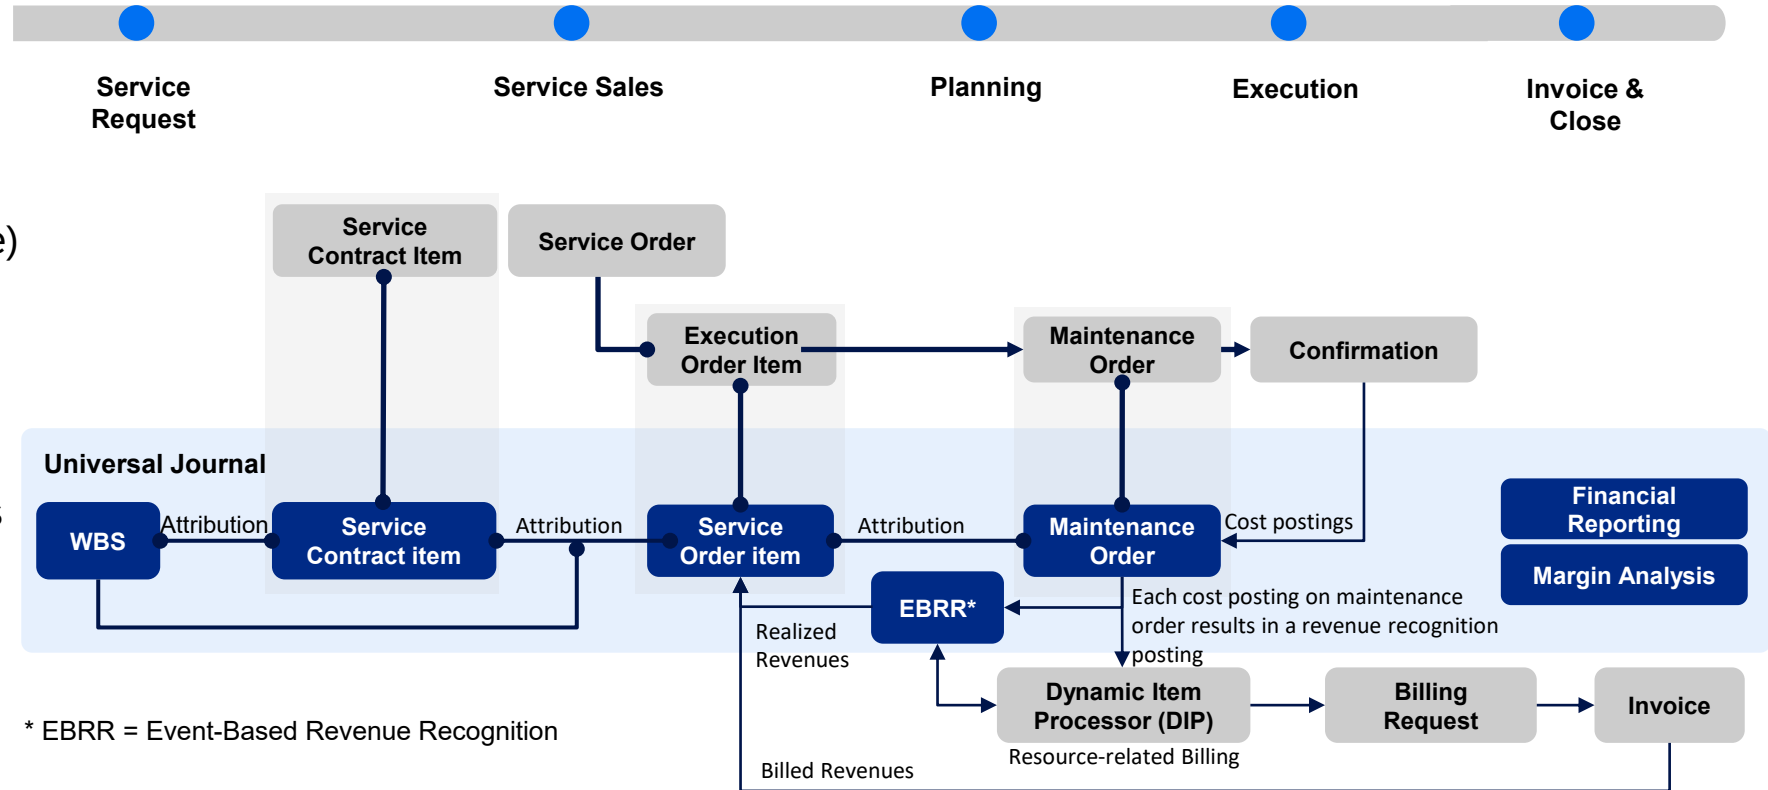 Service
Request
Service Sales
Planning
Execution
Invoice &
Close
e)
Service
Contract Item
Service Order
Execution
Order Item
Maintenance
Order
Confirmation
Universal Journal
s
WBS
Attribution
Service
Contract item
Attribution
Service
Order item
Attribution
Maintenance
Order
Cost postings
Financial
Reporting
Margin Analysis
EBRR*
Realized
Revenues
Each cost posting on maintenance
order results in a revenue recognition
posting
Dynamic Item
Processor (DIP)
Resource-related Billing
Billing
Request
Invoice
* EBRR = Event-Based Revenue Recognition
Billed Revenues